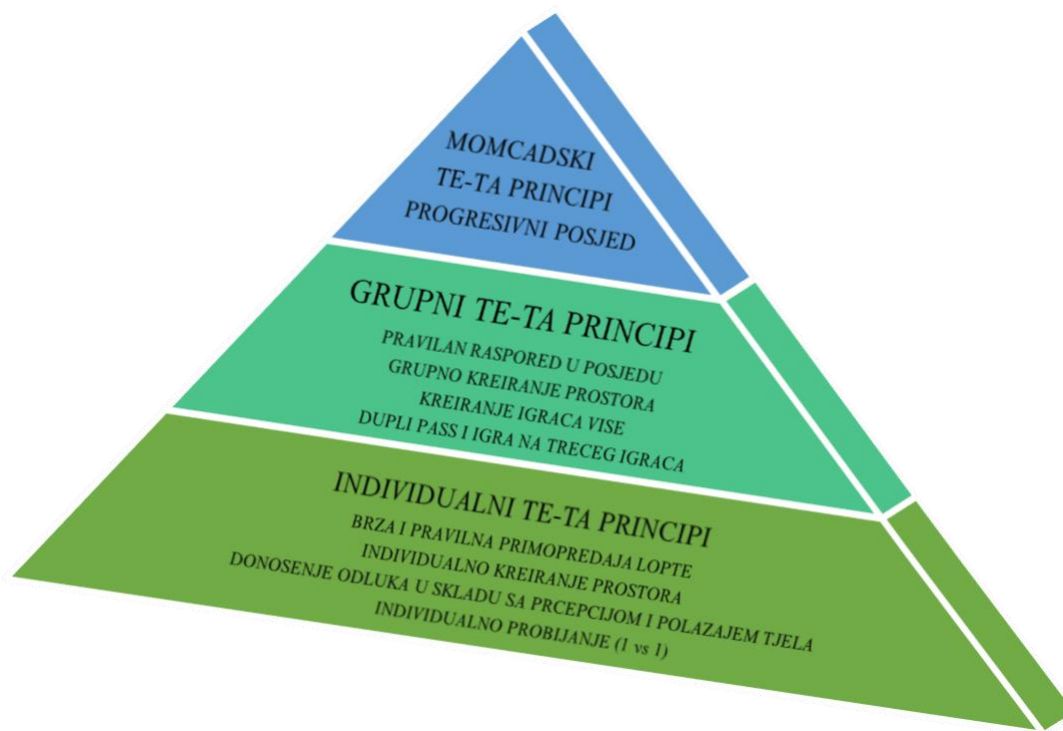 MOMCADSKI
TE-TA PRINCIPI
PROGRESIVNI POSJED
GRUPNI TE-TA PRINCIPI
PRAVILAN RASPORED U POSJEDU
GRUPNO KREIRANJE PROSTORA
KREIRANJE IGRACA VISE
DUPLI PASS I IGRA NA TRECEG IGRACA
INDIVIDUALNI TE-TA PRINCIPI
BRZA I PRAVILNA PRIMOPREDAJA LOPTE
INDIVIDUALNO KREIRANJE PROSTORA
DONOSENJE ODLUKA U SKLADU SA PRCEPCIJOM I POLAZAJEM TJELA
INDIVIDUALNO PROBIJANJE (1 vs 1)